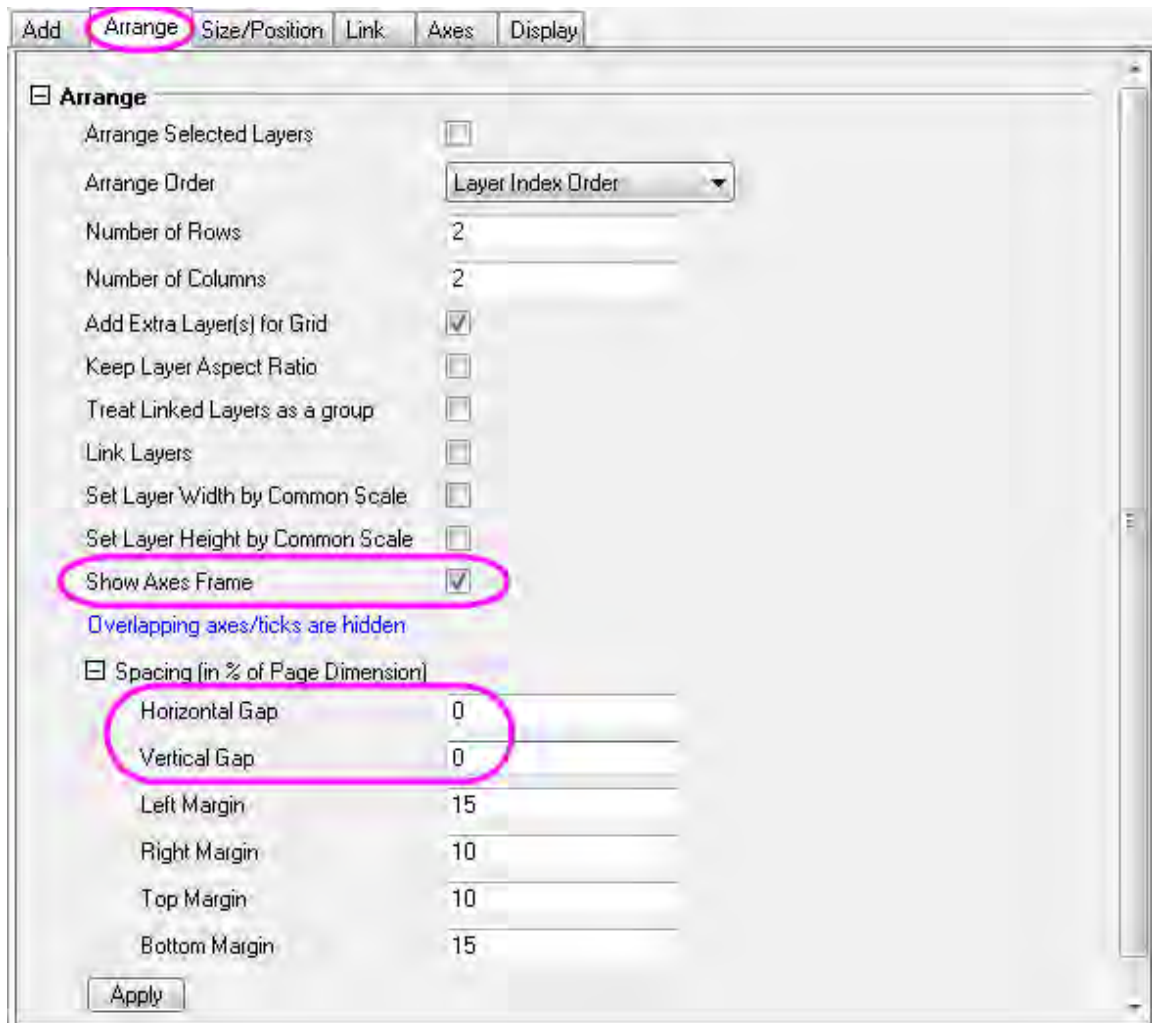 Add Arrange Size/Position Link Axes Display
Arrange
Arrange Selected Layers
Arrange Order Layer Index Order
Number of Rows 2
Number of Columns 2
Add Extra Layer(s) for Grid
Keep Layer Aspect Ratio
Treat Linked Layers as a group
Link Layers
Set Layer Width by Common Scale
Set Layer Height by Common Scale
Show Axes Frame
Overlapping axes/ticks are hidden
Spacing (in % of Page Dimension)
Horizontal Gap 0
Vertical Gap 0
Left Margin 15
Right Margin 10
Top Margin 10
Bottom Margin 15
Apply